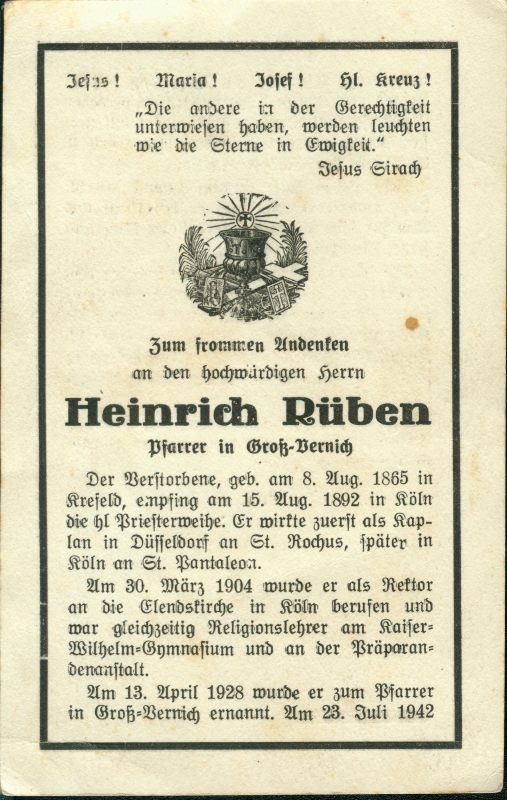 Jesus! Maria! Josef! Hl. Kreuz!
„Die andere in der Gerechtigkeit
unterwiesen haben, werden leuchten
wie die Sterne in Ewigkeit.“
Jesus Sirach
Zum frommen Andenken
an den hochwürdigen Herrn
Heinrich Rüben
Pfarrer in Groß-Vernich
Der Verstorbene, geb. am 8. Aug. 1865 in
Krefeld, empfing am 15. Aug. 1892 in Köln
die hl Priesterweihe. Er wirkte zuerst als Kap-
lan in Düsseldorf an St. Rochus, später in
Köln an St. Pantaleon.
Am 30. März 1904 wurde er als Rektor
an die Elendskirche in Köln berufen und
war gleichzeitig Religionslehrer am Kaiser-
Wilhelm-Gymnasium und an der Präparan-
denanstalt.
Am 13. April 1928 wurde er zum Pfarrer
in Groß-Vernich ernannt. Am 23. Juli 1942